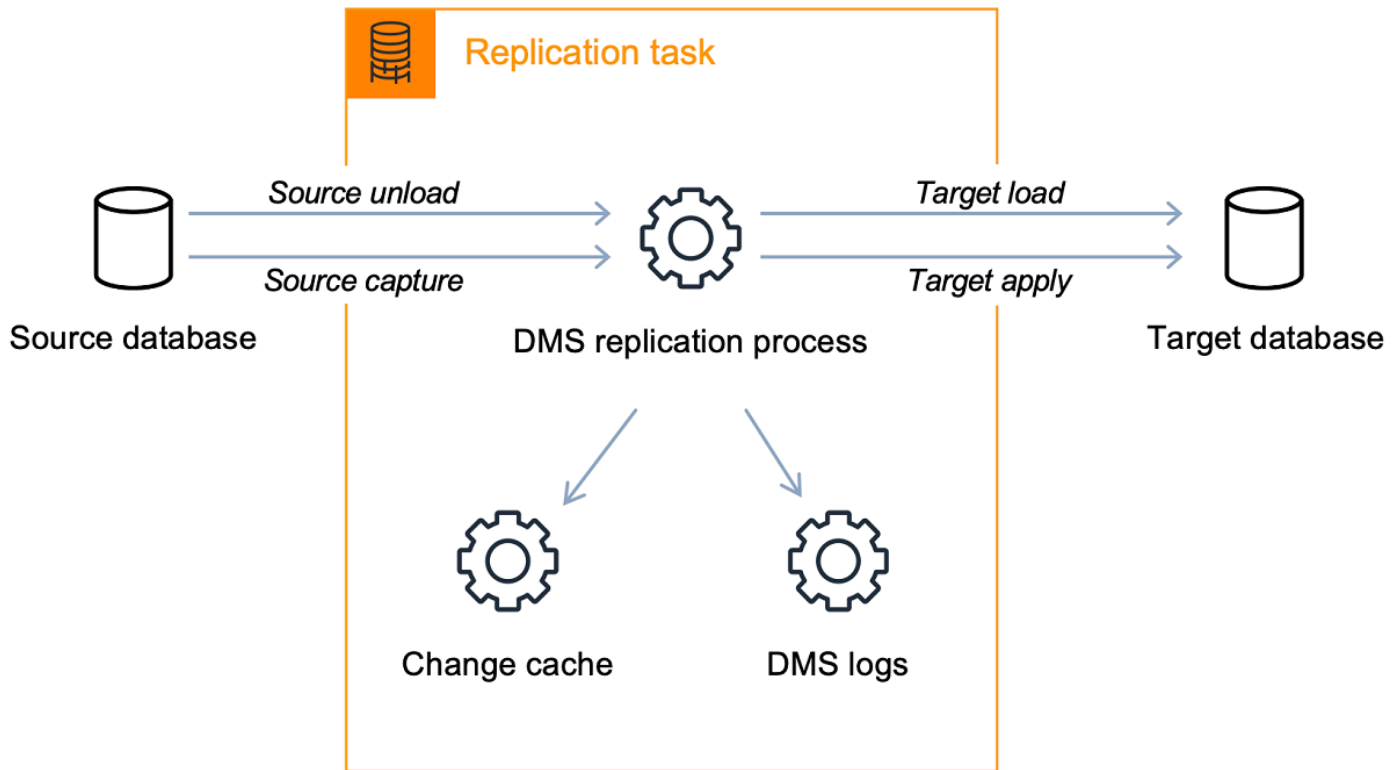 Replication task
Source unload
Target load
Source capture
Target apply
Source database
DMS replication process
Target database
Change cache
DMS logs